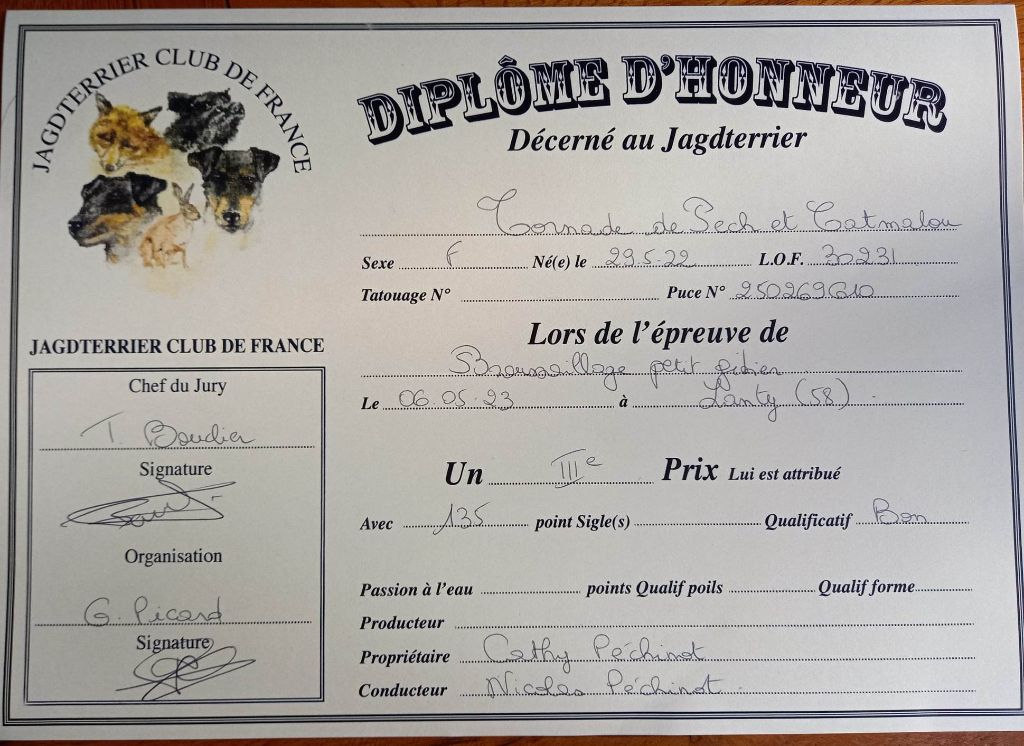 JAGDTERRIER CLUB DE FRANCE
DIPLÔME D'HONNEUR
Décerné au Jagdterrier
Tornade de Pech et Catmalou
Sexe F Né(e) le 29.5.22 L.O.F. 30231
Tatouage N° Puce N° 250269610
Lors de l'épreuve de
Brousaillage petit gibier
Le 06.05.23 à Lanty (58)
Un IIIe Prix Lui est attribué
Avec 135 point Sigle(s) Qualificatif Bon
Passion à l'eau points Qualif poils Qualif forme
Producteur
Propriétaire Cathy Péchinot
Conducteur Nicolas Péchinot
JAGDTERRIER CLUB DE FRANCE
Chef du Jury
T. Boudier
Signature
Organisation
G. Picard
Signature